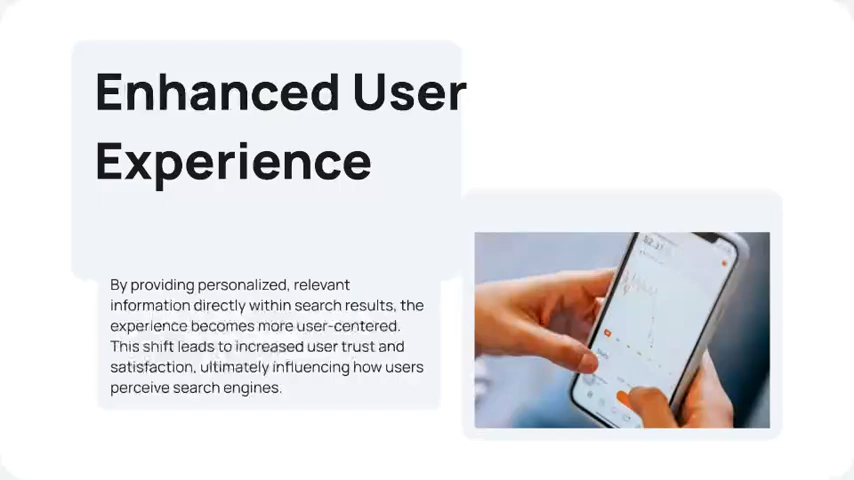 Enhanced User
Experience
By providing personalized, relevant
information directly within search results, the
experience becomes more user-centered.
This shift leads to increased user trust and
satisfaction, ultimately influencing how users
perceive search engines.